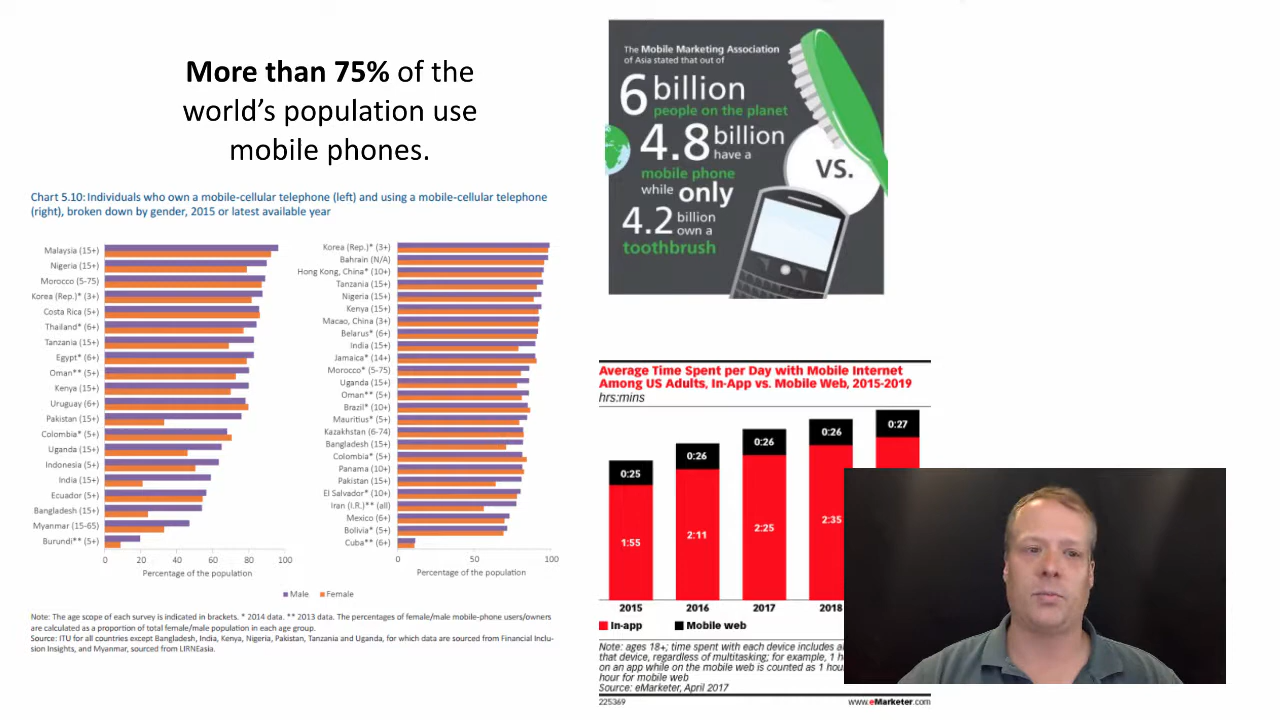 More than 75% of the
world's population use
mobile phones.
Chart 5.10: Individuals who own a mobile-cellular telephone (left) and using a mobile-cellular telephone
(right), broken down by gender, 2015 or latest available year
Malaysia (15+)
Nigeria (15+)
Morocco (5-75)
Korea (Rep.)* (3+)
Costa Rica (5+)
Thailand* (6+)
Tanzania (15+)
Egypt* (6+)
Oman** (5+)
Kenya (15+)
Uruguay (6+)
Pakistan (15+)
Colombia* (5+)
Uganda (15+)
Indonesia (5+)
India (15+)
Ecuador (5+)
Bangladesh (15+)
Myanmar (15-65)
Burundi** (5+)
0 20 40 60 80 100
Percentage of the population
Korea (Rep.)* (3+)
Bahrain (N/A)
Hong Kong, China* (10+)
Tanzania (15+)
Nigeria (15+)
Kenya (15+)
Macao, China (3+)
Belarus* (6+)
India (15+)
Jamaica* (14+)
Morocco* (5-75)
Uganda (15+)
Oman** (5+)
Brazil* (10+)
Mauritius* (5+)
Kazakhstan (6-74)
Bangladesh (15+)
Colombia* (5+)
Panama (10+)
Pakistan (15+)
El Salvador* (10+)
Iran (I.R.)** (all)
Mexico (6+)
Bolivia* (5+)
Cuba** (6+)
0 50 100
Percentage of the population
Male Female
Note: The age scope of each survey is indicated in brackets. * 2014 data. ** 2013 data. The percentages of female/male mobile-phone users/owners
are calculated as a proportion of total female/male population in each age group.
Source: ITU for all countries except Bangladesh, India, Kenya, Nigeria, Pakistan, Tanzania and Uganda, for which data are sourced from Financial Inclu-
sion Insights, and Myanmar, sourced from LIRNEasia.
The Mobile Marketing Association
of Asia stated that out of
6 billion
people on the planet
4.8 billion
have a
mobile phone
while only
4.2 billion
own a
toothbrush
VS.
Average Time Spent per Day with Mobile Internet
Among US Adults, In-App vs. Mobile Web, 2015-2019
hrs:mins
0:25 0:26 0:26 0:26 0:27
1:55 2:11 2:25 2:35
2015 2016 2017 2018
In-app Mobile web
Note: ages 18+; time spent with each device includes
that device, regardless of multitasking; for example, 1
on an app while on the mobile web is counted as 1
hour for mobile web
Source: eMarketer, April 2017
225369 www.eMarketer.com